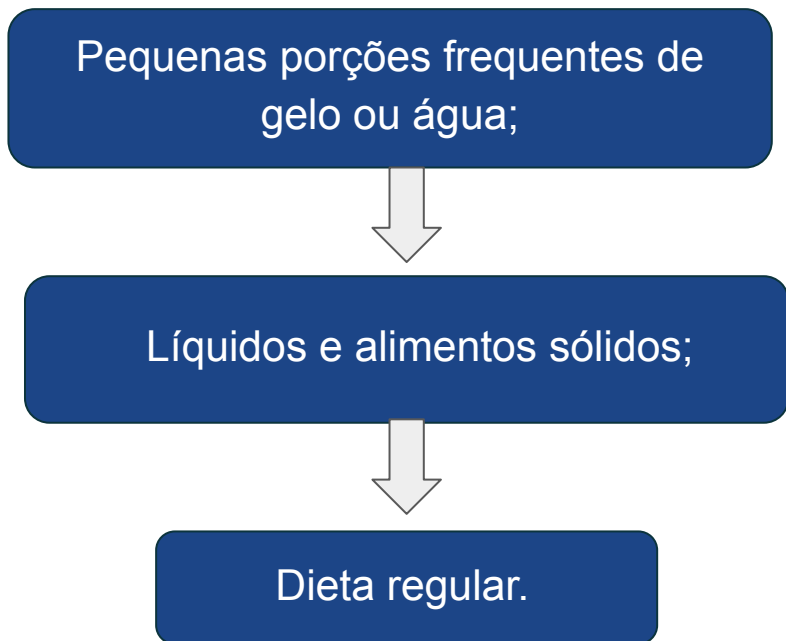 Pequenas porções frequentes de
gelo ou água;
Líquidos e alimentos sólidos;
Dieta regular.